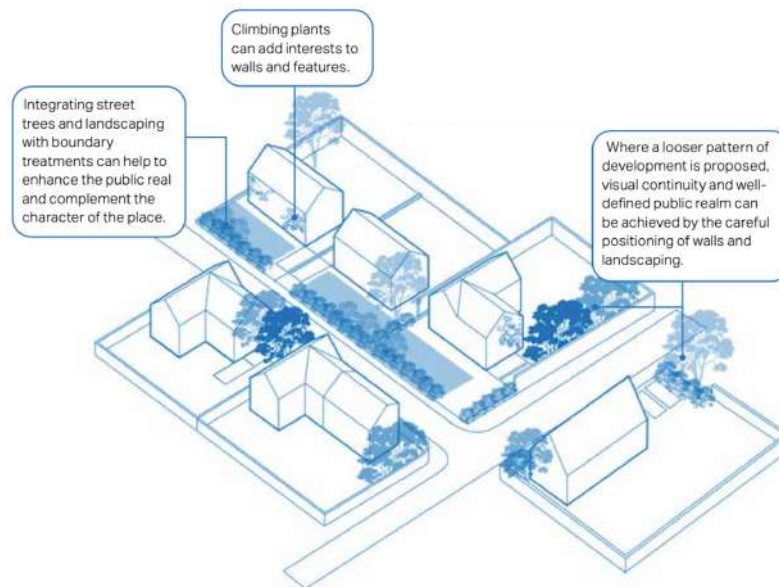 Climbing plants
can add interests to
walls and features.
Integrating street
trees and landscaping
with boundary
treatments can help to
enhance the public real
and complement the
character of the place.
Where a looser pattern of
development is proposed,
visual continuity and well-
defined public realm can
be achieved by the careful
positioning of walls and
landscaping.